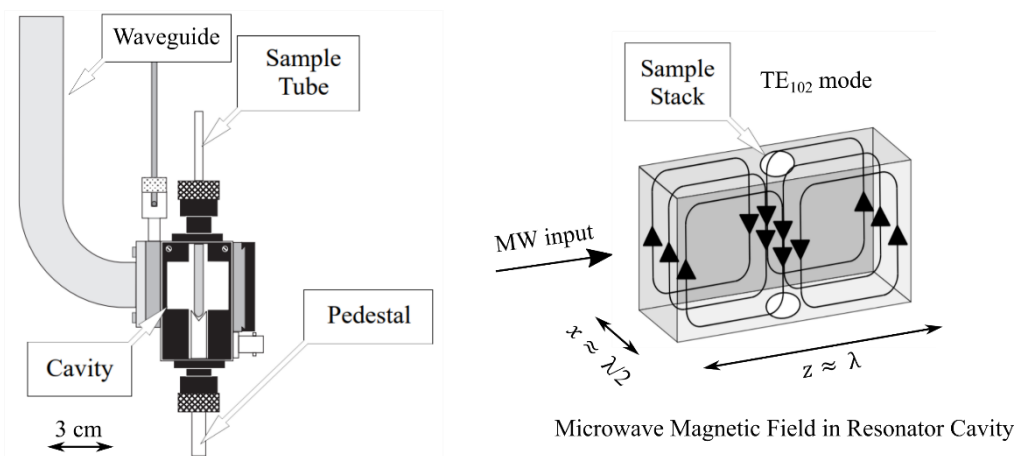 Waveguide
Sample
Tube
Pedestal
Cavity
3 cm
Sample
Stack
TE₁₀₂ mode
MW input
x ≈ λ/2
z ≈ λ
Microwave Magnetic Field in Resonator Cavity